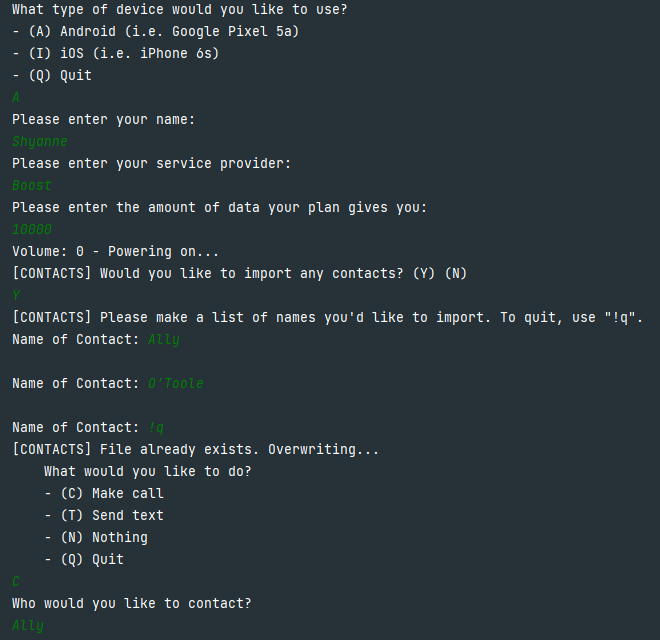 What type of device would you like to use?
- (A) Android (i.e. Google Pixel 5a)
- (I) iOS (i.e. iPhone 6s)
- (Q) Quit
A
Please enter your name:
Shyanne
Please enter your service provider:
Boost
Please enter the amount of data your plan gives you:
10000
Volume: 0 - Powering on...
[CONTACTS] Would you like to import any contacts? (Y) (N)
Y
[CONTACTS] Please make a list of names you'd like to import. To quit, use "!q".
Name of Contact: Ally
Name of Contact: O'Toole
Name of Contact: !q
[CONTACTS] File already exists. Overwriting...
What would you like to do?
- (C) Make call
- (T) Send text
- (N) Nothing
- (Q) Quit
C
Who would you like to contact?
Ally